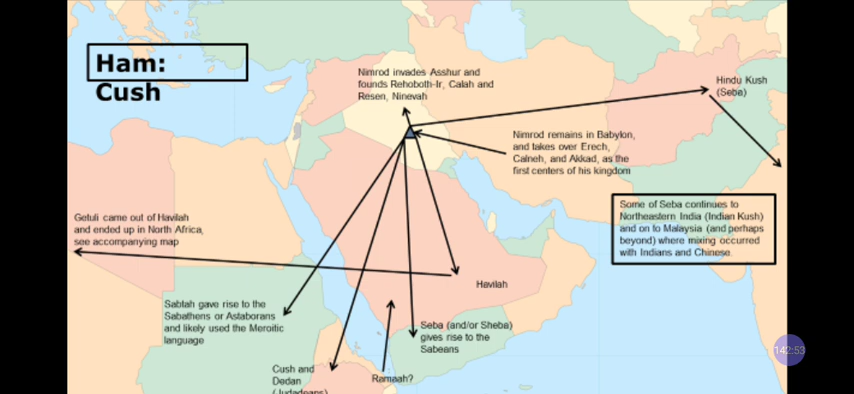 Ham:
Cush
Nimrod invades Asshur and
founds Rehoboth-Ir, Calah and
Resen, Ninevah
Hindu Kush
(Seba)
Nimrod remains in Babylon,
and takes over Erech,
Calneh, and Akkad, as the
first centers of his kingdom
Some of Seba continues to
Northeastern India (Indian Kush)
and on to Malaysia (and perhaps
beyond) where mixing occurred
with Indians and Chinese.
Getuli came out of Havilah
and ended up in North Africa,
see accompanying map
Havilah
Sabtah gave rise to the
Sabathens or Astaborans
and likely used the Meroitic
language
Seba (and/or Sheba)
gives rise to the
Sabeans
142:53
Cush and
Dedan
(Judadeans)
Ramaah?